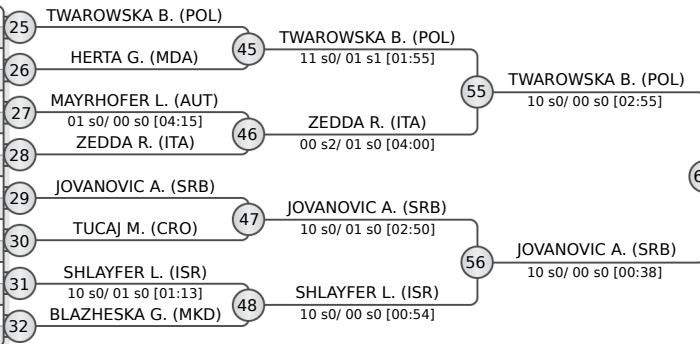 25
TWAROWSKA B. (POL)
26
HERTA G. (MDA)
45
TWAROWSKA B. (POL)
11 s0/ 01 s1 [01:55]
27
MAYRHOFER L. (AUT)
01 s0/ 00 s0 [04:15]
28
ZEDDA R. (ITA)
46
ZEDDA R. (ITA)
00 s2/ 01 s0 [04:00]
55
TWAROWSKA B. (POL)
10 s0/ 00 s0 [02:55]
29
JOVANOVIC A. (SRB)
30
TUCAJ M. (CRO)
47
JOVANOVIC A. (SRB)
10 s0/ 01 s0 [02:50]
31
SHLAYFER L. (ISR)
10 s0/ 01 s0 [01:13]
32
BLAZHESKA G. (MKD)
48
SHLAYFER L. (ISR)
10 s0/ 00 s0 [00:54]
56
JOVANOVIC A. (SRB)
10 s0/ 00 s0 [00:38]